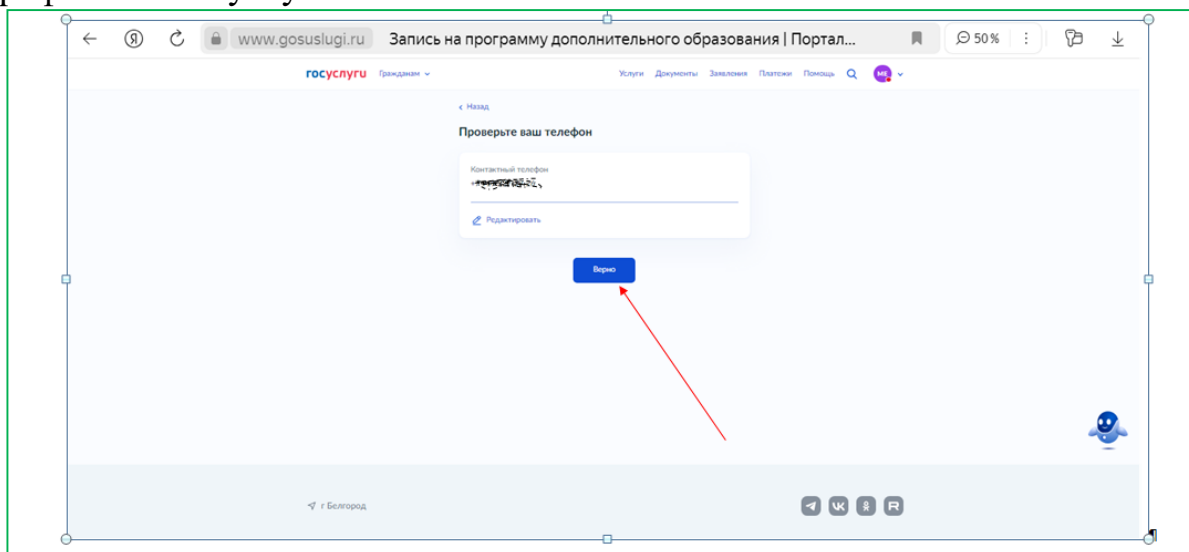 www.gosuslugi.ru Запись на программу дополнительного образования | Портал... 50 %
госуслуги Гражданам Услуги Документы Заявления Платежи Помощь
Назад
Проверьте ваш телефон
Контактный телефон
Редактировать
Верно
г Белгород